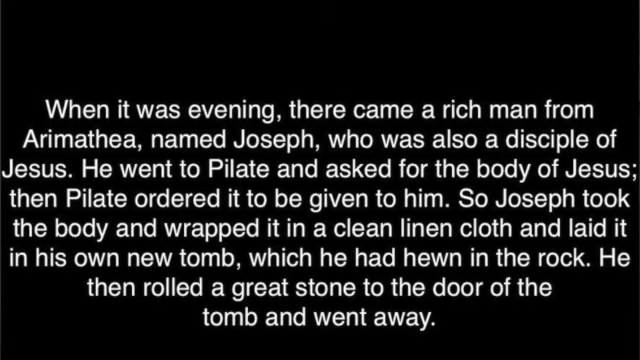 When it was evening, there came a rich man from
Arimathea, named Joseph, who was also a disciple of
Jesus. He went to Pilate and asked for the body of Jesus;
then Pilate ordered it to be given to him. So Joseph took
the body and wrapped it in a clean linen cloth and laid it
in his own new tomb, which he had hewn in the rock. He
then rolled a great stone to the door of the
tomb and went away.